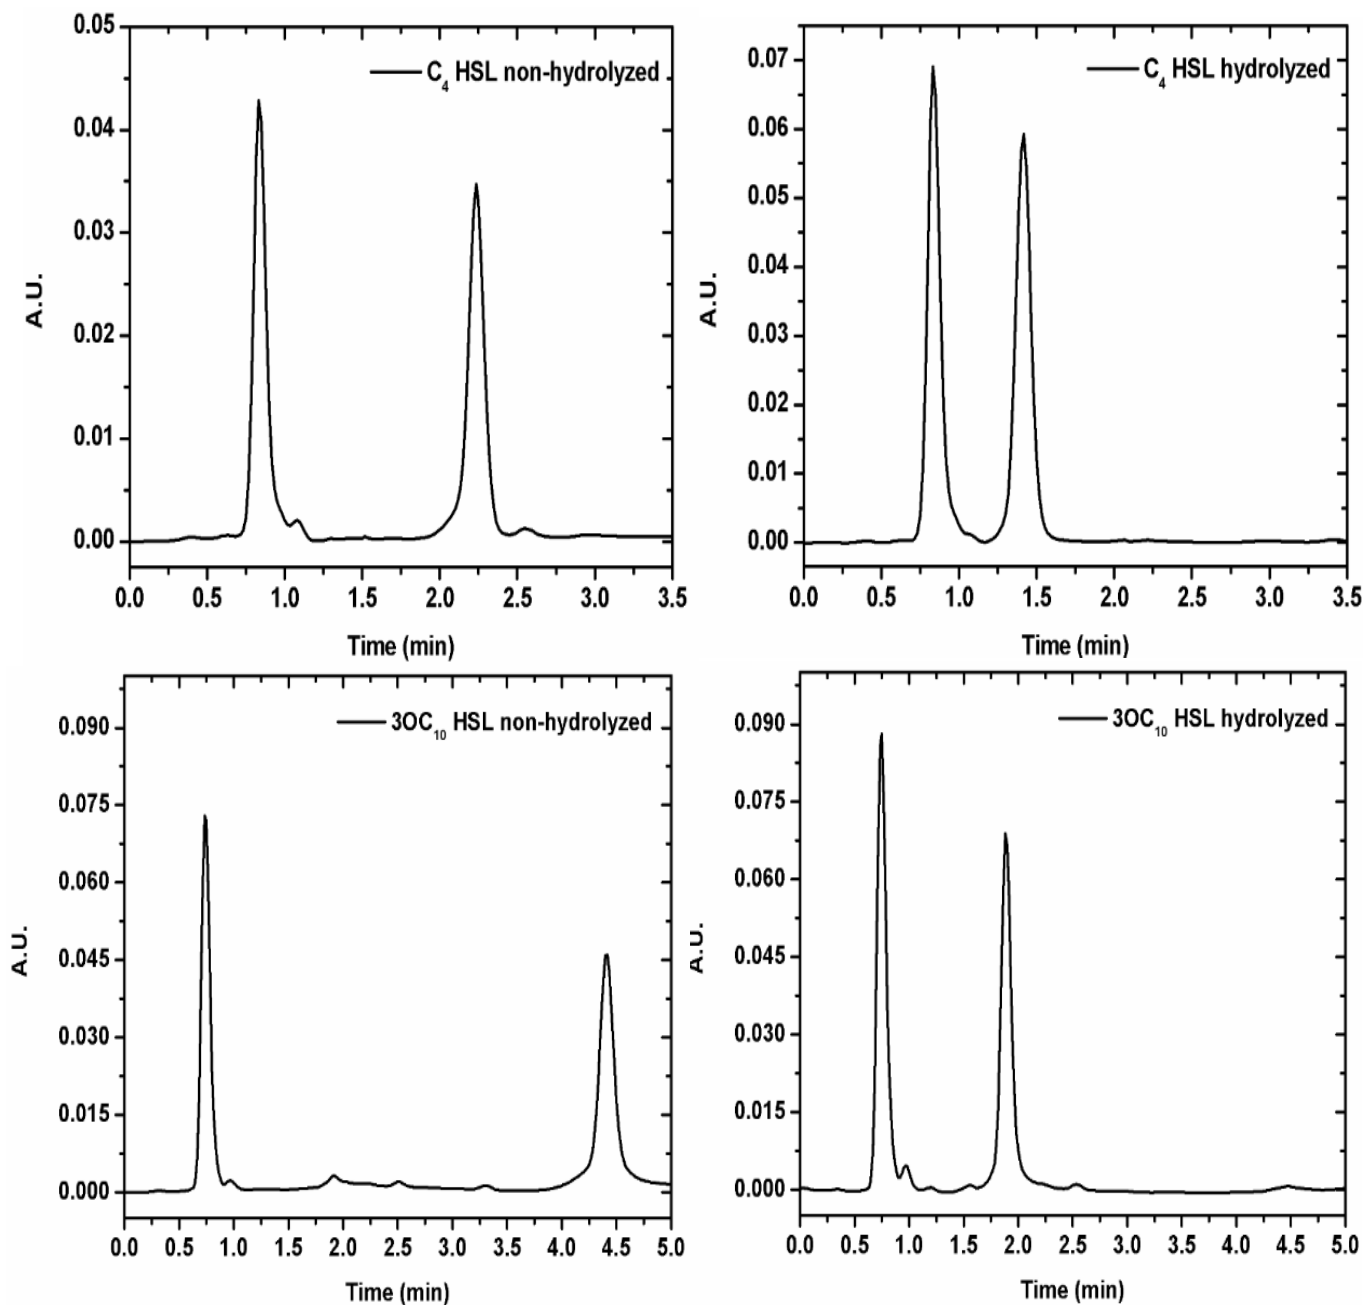 C4 HSL non-hydrolyzed
0.05
0.04
0.03
0.02
0.01
0.00
A.U.
0.0 0.5 1.0 1.5 2.0 2.5 3.0 3.5
Time (min)
C4 HSL hydrolyzed
0.07
0.06
0.05
0.04
0.03
0.02
0.01
0.00
A.U.
0.0 0.5 1.0 1.5 2.0 2.5 3.0 3.5
Time (min)
3OC10 HSL non-hydrolyzed
0.090
0.075
0.060
0.045
0.030
0.015
0.000
A.U.
0.0 0.5 1.0 1.5 2.0 2.5 3.0 3.5 4.0 4.5 5.0
Time (min)
3OC10 HSL hydrolyzed
0.090
0.075
0.060
0.045
0.030
0.015
0.000
A.U.
0.0 0.5 1.0 1.5 2.0 2.5 3.0 3.5 4.0 4.5 5.0
Time (min)